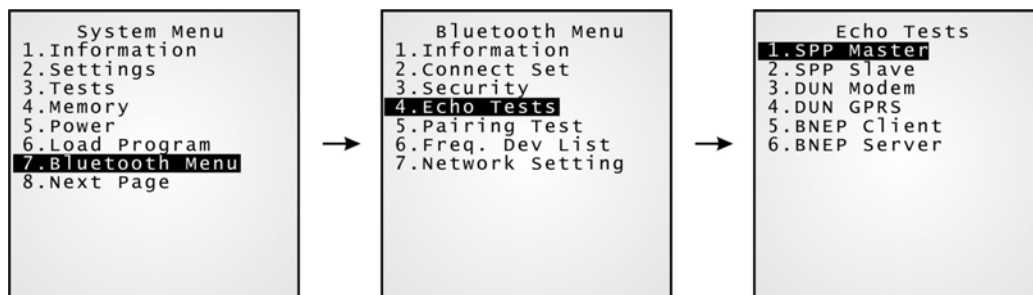 System Menu
1.Information
2.Settings
3.Tests
4.Memory
5.Power
6.Load Program
7.Bluetooth Menu
8.Next Page
Bluetooth Menu
1.Information
2.Connect Set
3.Security
4.Echo Tests
5.Pairing Test
6.Freq. Dev List
7.Network Setting
Echo Tests
1.SPP Master
2.SPP Slave
3.DUN Modem
4.DUN GPRS
5.BNEP Client
6.BNEP Server